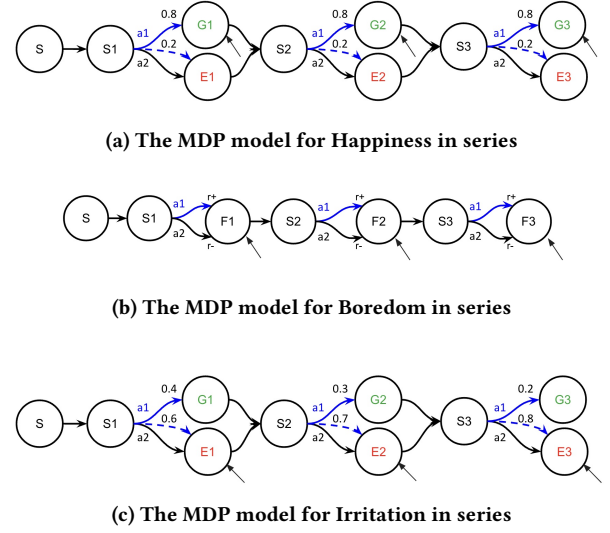 0.8 0.8 0.8
G1 G2 G3
a1 a1 a1
S S1 0.2 S2 0.2 S3 0.2
a2 a2 a2
E1 E2 E3
(a) The MDP model for Happiness in series
r+ r+ r+
a1 a1 a1
S S1 F1 S2 F2 S3 F3
a2 a2 a2
r- r- r-
(b) The MDP model for Boredom in series
0.4 0.3 0.2
G1 G2 G3
a1 a1 a1
S S1 0.6 S2 0.7 S3 0.8
a2 a2 a2
E1 E2 E3
(c) The MDP model for Irritation in series